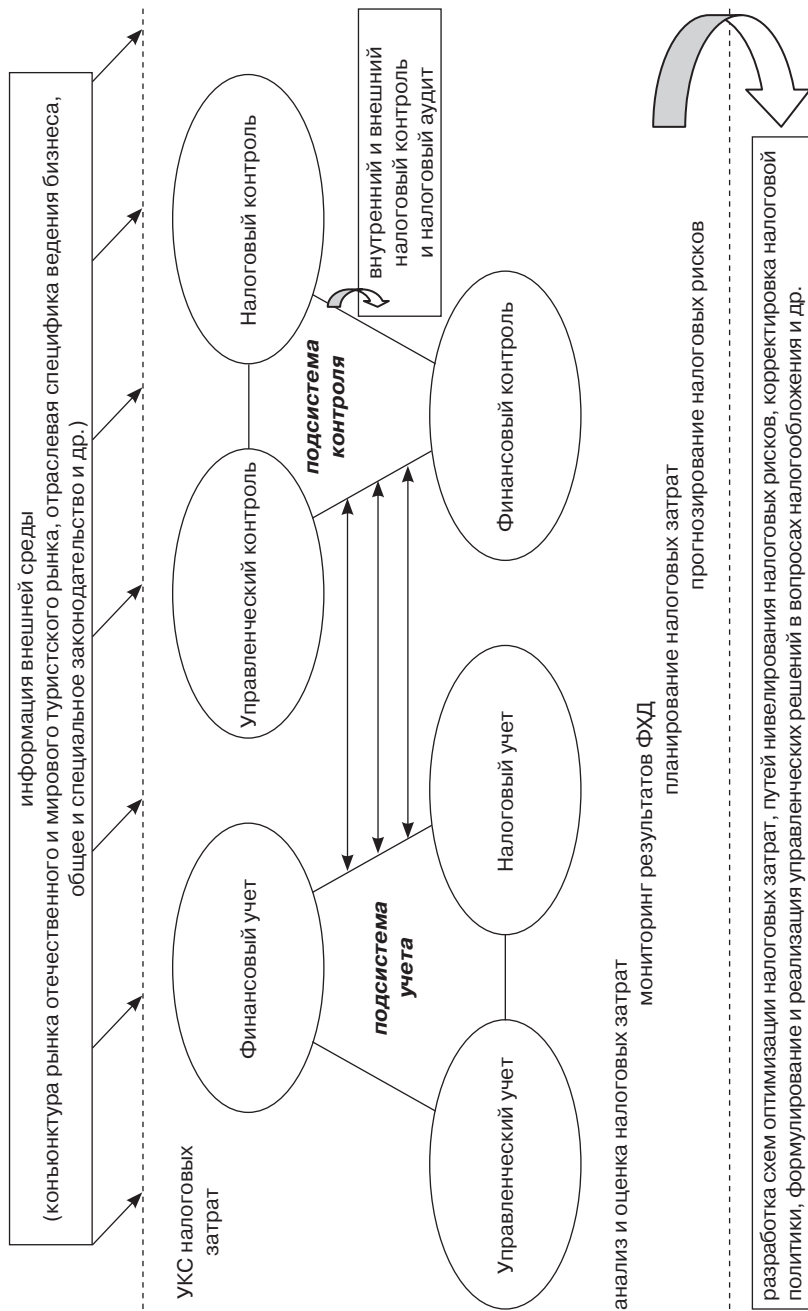 информация внешней среды
(конъюнктура рынка отечественного и мирового туристского рынка, отраслевая специфика ведения бизнеса,
общее и специальное законодательство и др.)
УКС налоговых
затрат
Финансовый учет
Управленческий контроль
Налоговый контроль
подсистема
учета
подсистема
контроля
внутренний и внешний
налоговый контроль
и налоговый аудит
Управленческий учет
Налоговый учет
Финансовый контроль
анализ и оценка налоговых затрат
мониторинг результатов ФХД
планирование налоговых затрат
прогнозирование налоговых рисков
разработка схем оптимизации налоговых затрат, путей нивелирования налоговых рисков, корректировка налоговой
политики, формулирование и реализация управленческих решений в вопросах налогообложения и др.